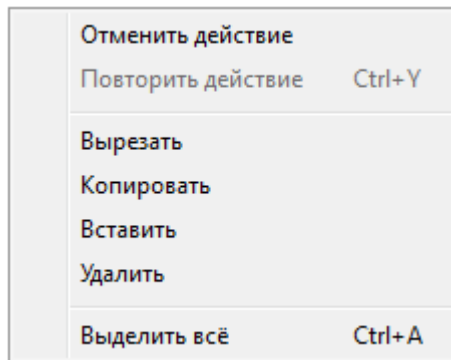 Отменить действие
Повторить действие Ctrl+Y
Вырезать
Копировать
Вставить
Удалить
Выделить всё Ctrl+A